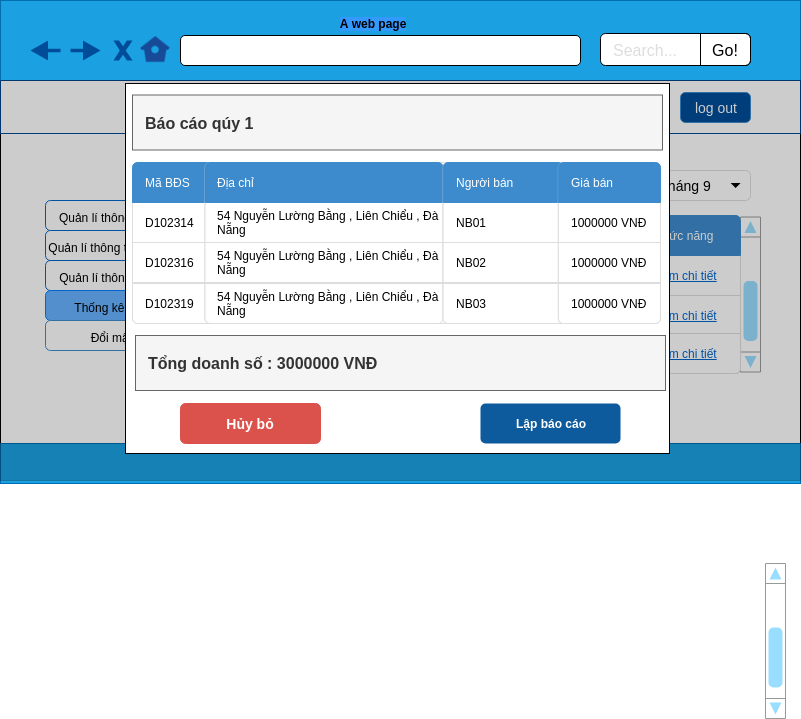 A web page
Search...
Go!
log out
Báo cáo qúy 1
Mã BĐS
Địa chỉ
Người bán
Giá bán
D102314
54 Nguyễn Lường Bằng , Liên Chiểu , Đà
Nẵng
NB01
1000000 VNĐ
D102316
54 Nguyễn Lường Bằng , Liên Chiểu , Đà
Nẵng
NB02
1000000 VNĐ
D102319
54 Nguyễn Lường Bằng , Liên Chiểu , Đà
Nẵng
NB03
1000000 VNĐ
Tổng doanh số : 3000000 VNĐ
Hủy bỏ
Lập báo cáo
Quản lí thông
Quản lí thông
Quản lí thông
Thống kê
Đổi
9
năng
chi tiết
chi tiết
chi tiết